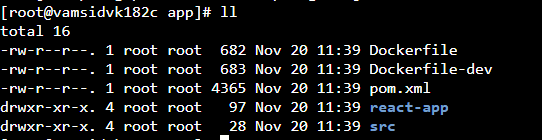 [root@vamsidvk182c app]# ll
total 16
-rw-r--r--. 1 root root  682 Nov 20 11:39 Dockerfile
-rw-r--r--. 1 root root  683 Nov 20 11:39 Dockerfile-dev
-rw-r--r--. 1 root root 4365 Nov 20 11:39 pom.xml
drwxr-xr-x. 4 root root   97 Nov 20 11:39 react-app
drwxr-xr-x. 4 root root   28 Nov 20 11:39 src